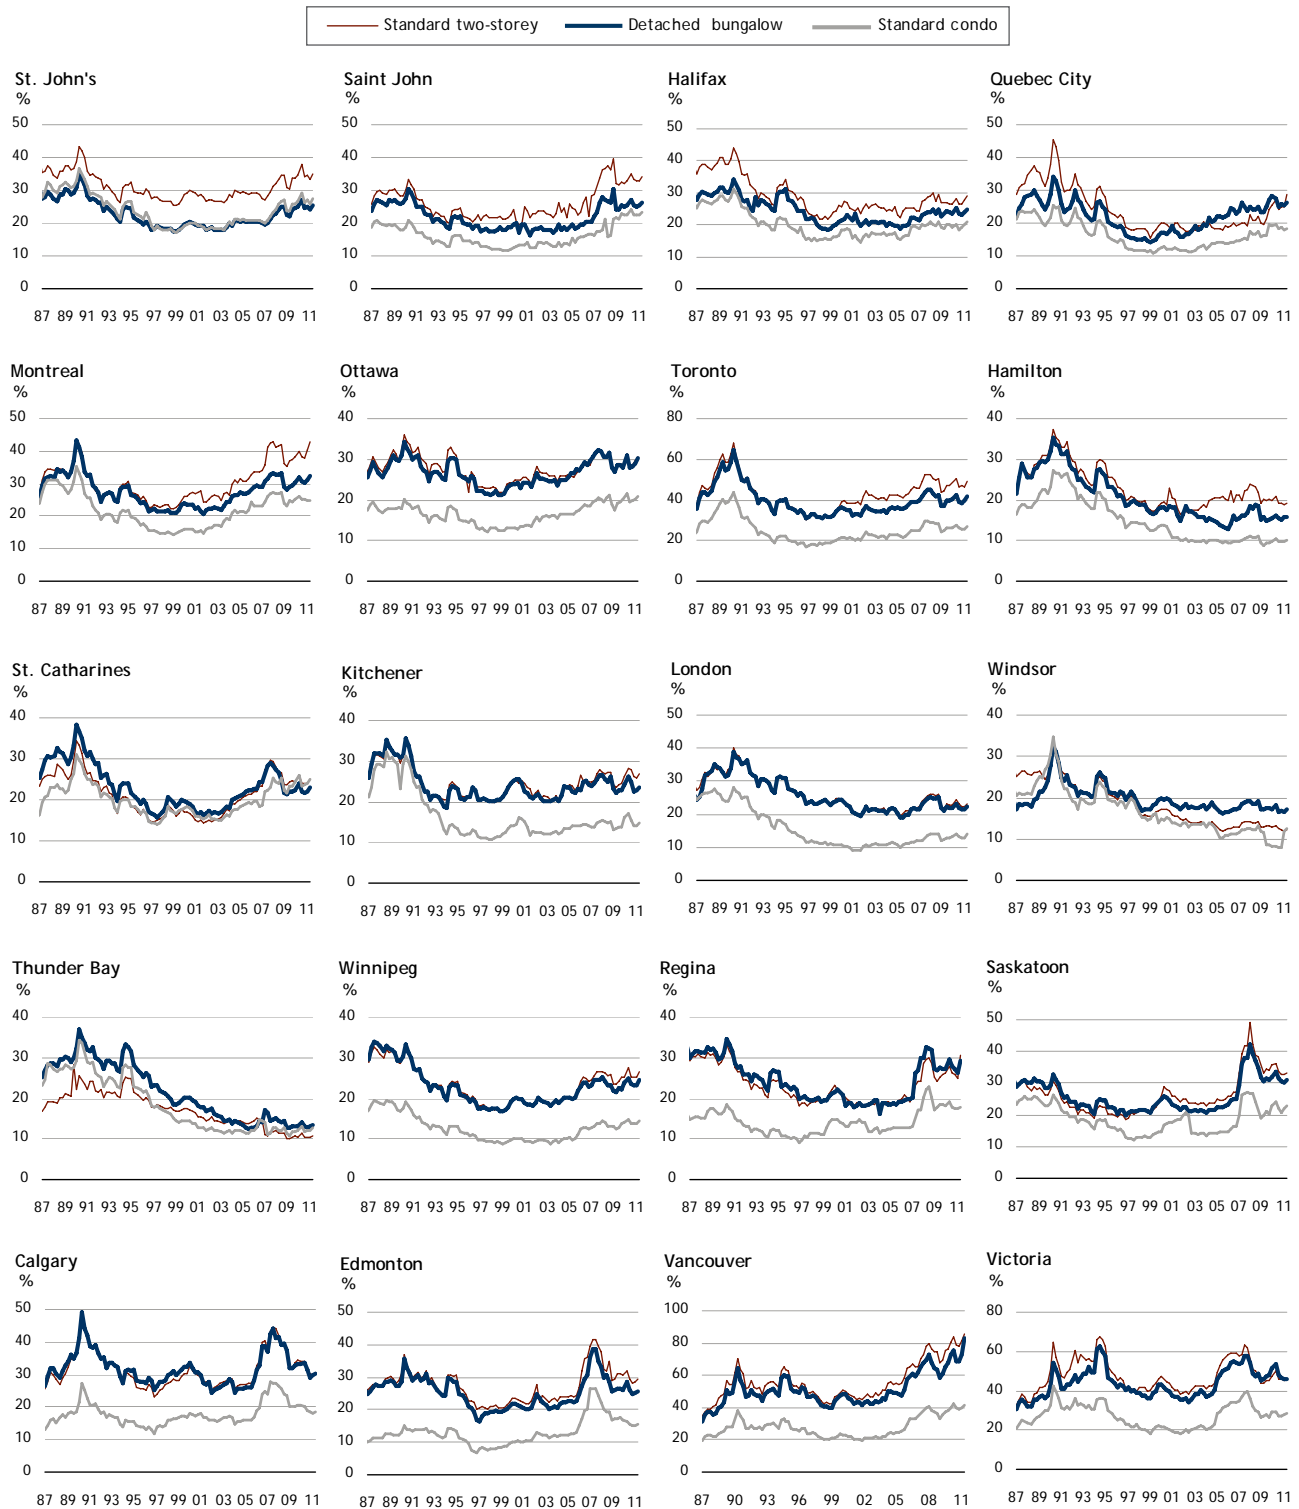 Standard two-storey Detached bungalow Standard condo
St. John's Saint John Halifax Quebec City
% % % %
50 50 50 50
40 40 40 40
30 30 30 30
20 20 20 20
10 10 10 10
0 0 0 0
87 89 91 93 95 97 99 01 03 05 07 09 11 87 89 91 93 95 97 99 01 03 05 07 09 11 87 89 91 93 95 97 99 01 03 05 07 09 11 87 89 91 93 95 97 99 01 03 05 07 09 11
Montreal Ottawa Toronto Hamilton
% % % %
50 40 80 40
40 30 60 30
30 20 40 20
20 10 20 10
10 0 0 0
0
87 89 91 93 95 97 99 01 03 05 07 09 11 87 89 91 93 95 97 99 01 03 05 07 09 11 87 89 91 93 95 97 99 01 03 05 07 09 11 87 89 91 93 95 97 99 01 03 05 07 09 11
St. Catharines Kitchener London Windsor
% % % %
40 40 50 40
30 30 40 30
20 20 30 20
10 10 20 10
0 0 10 0
0
87 89 91 93 95 97 99 01 03 05 07 09 11 87 89 91 93 95 97 99 01 03 05 07 09 11 87 89 91 93 95 97 99 01 03 05 07 09 11 87 89 91 93 95 97 99 01 03 05 07 09 11
Thunder Bay Winnipeg Regina Saskatoon
% % % %
40 40 40 50
30 30 30 40
20 20 20 30
10 10 10 20
0 0 0 10
0
87 89 91 93 95 97 99 01 03 05 07 09 11 87 89 91 93 95 97 99 01 03 05 07 09 11 87 89 91 93 95 97 99 01 03 05 07 09 11 87 89 91 93 95 97 99 01 03 05 07 09 11
Calgary Edmonton Vancouver Victoria
% % % %
50 50 100 80
40 40 80 60
30 30 60 40
20 20 40 20
10 10 20 0
0 0 0
87 89 91 93 95 97 99 01 03 05 07 09 11 87 89 91 93 95 97 99 01 03 05 07 09 11 87 90 93 96 99 02 05 08 11 87 89 91 93 95 97 99 01 03 05 07 09 11